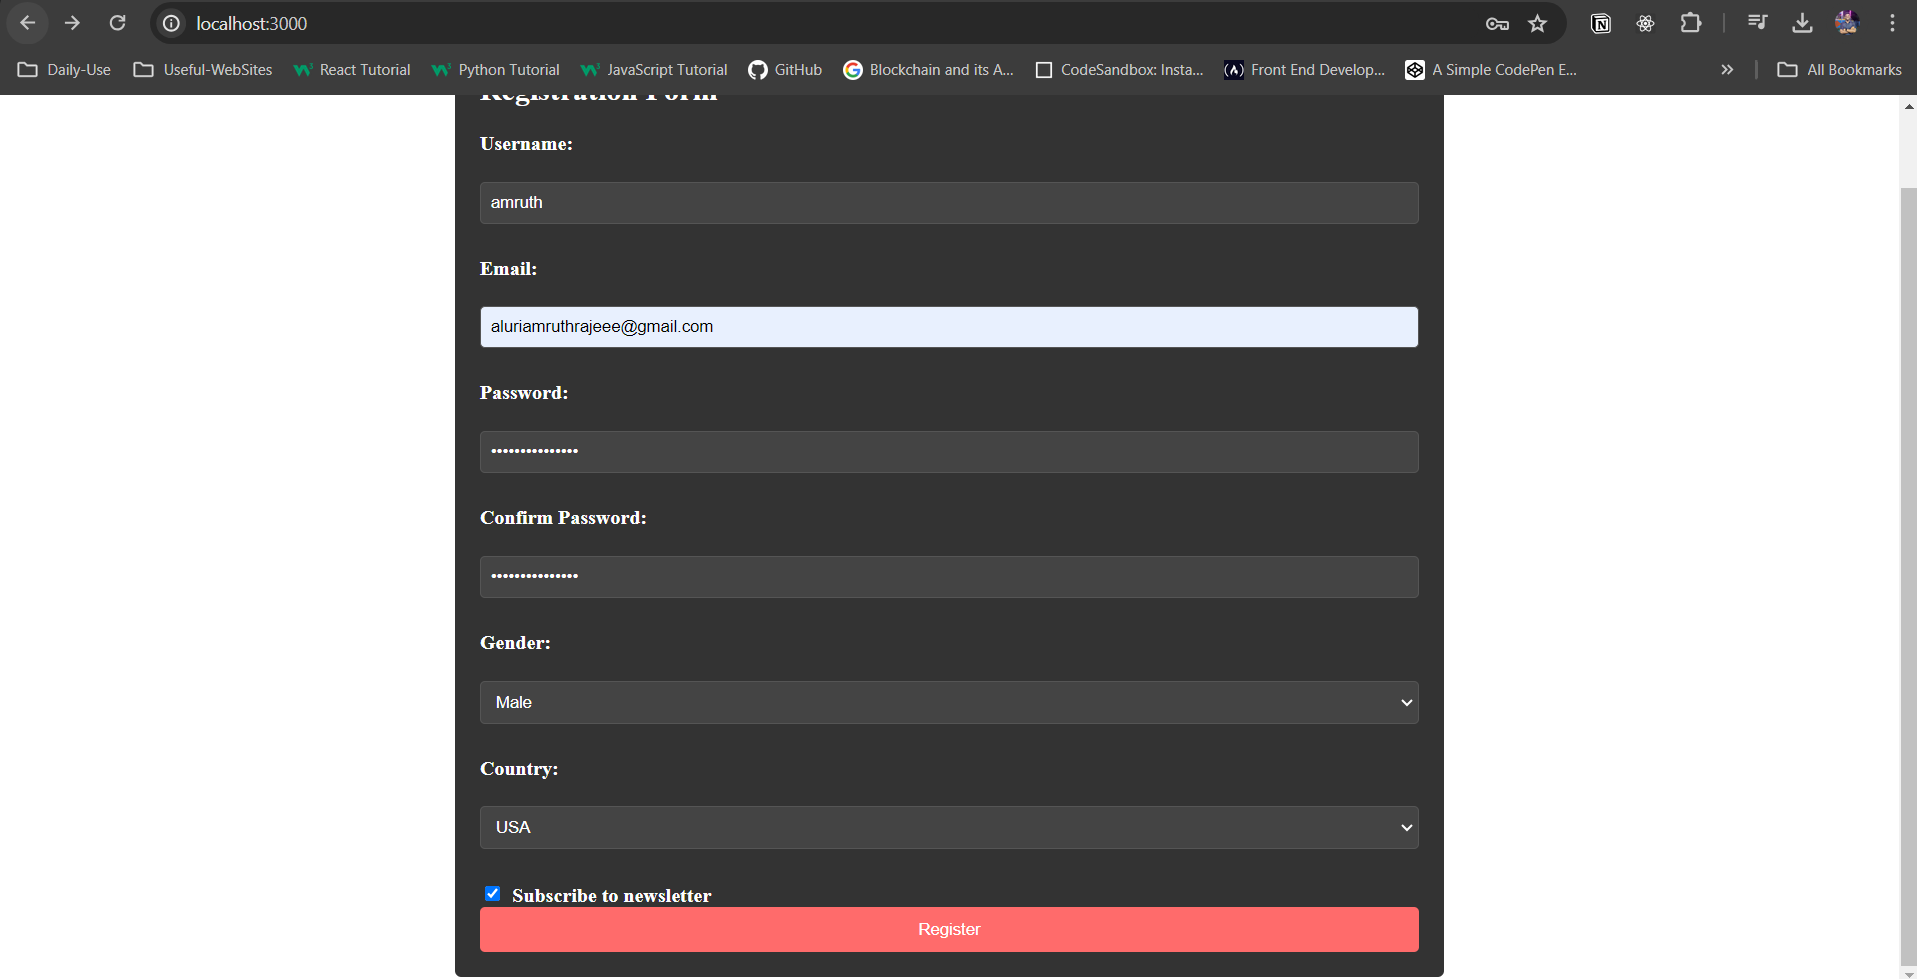 localhost:3000
Daily-Use Useful-WebSites React Tutorial Python Tutorial JavaScript Tutorial GitHub Blockchain and its A... CodeSandbox: Insta... Front End Develop... A Simple CodePen E... All Bookmarks
Registration Form
Username:
amruth
Email:
aluriamruthrajeee@gmail.com
Password:
•••••••••••••••
Confirm Password:
•••••••••••••••
Gender:
Male
Country:
USA
Subscribe to newsletter
Register